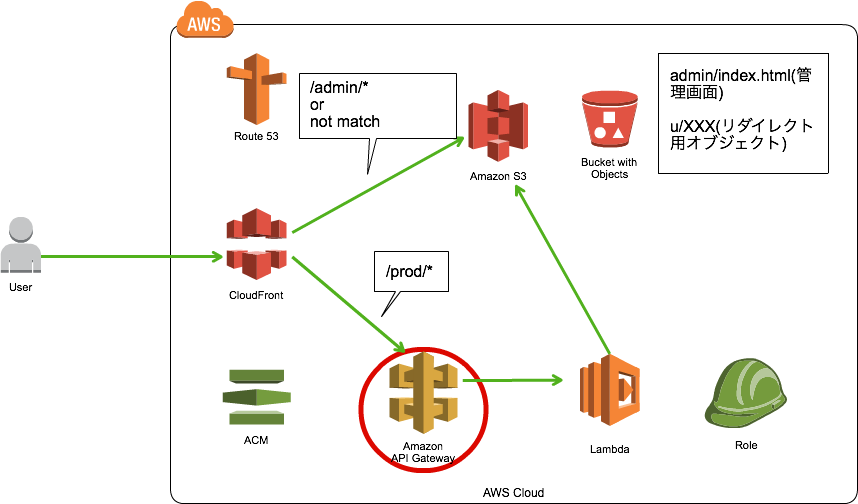 AWS
Route 53
/admin/*
or
not match
Amazon S3
Bucket with
Objects
admin/index.html(管
理画面)
u/XXX(リダイレクト
用オブジェクト)
User
CloudFront
/prod/*
ACM
Amazon
API Gateway
Lambda
Role
AWS Cloud